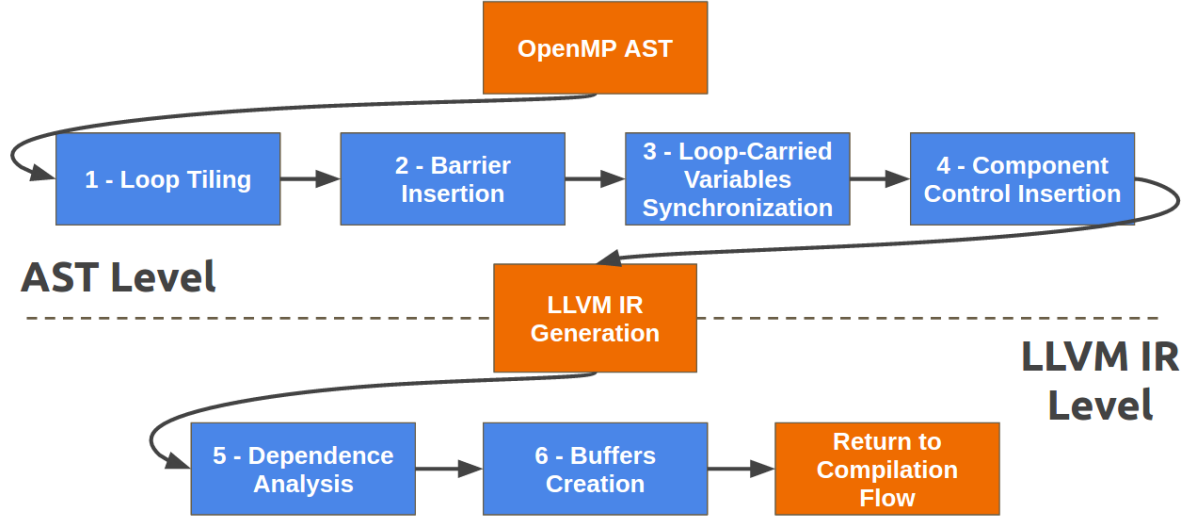 OpenMP AST
1 - Loop Tiling
2 - Barrier
Insertion
3 - Loop-Carried
Variables
Synchronization
4 - Component
Control Insertion
AST Level
LLVM IR
Generation
LLVM IR
Level
5 - Dependence
Analysis
6 - Buffers
Creation
Return to
Compilation
Flow